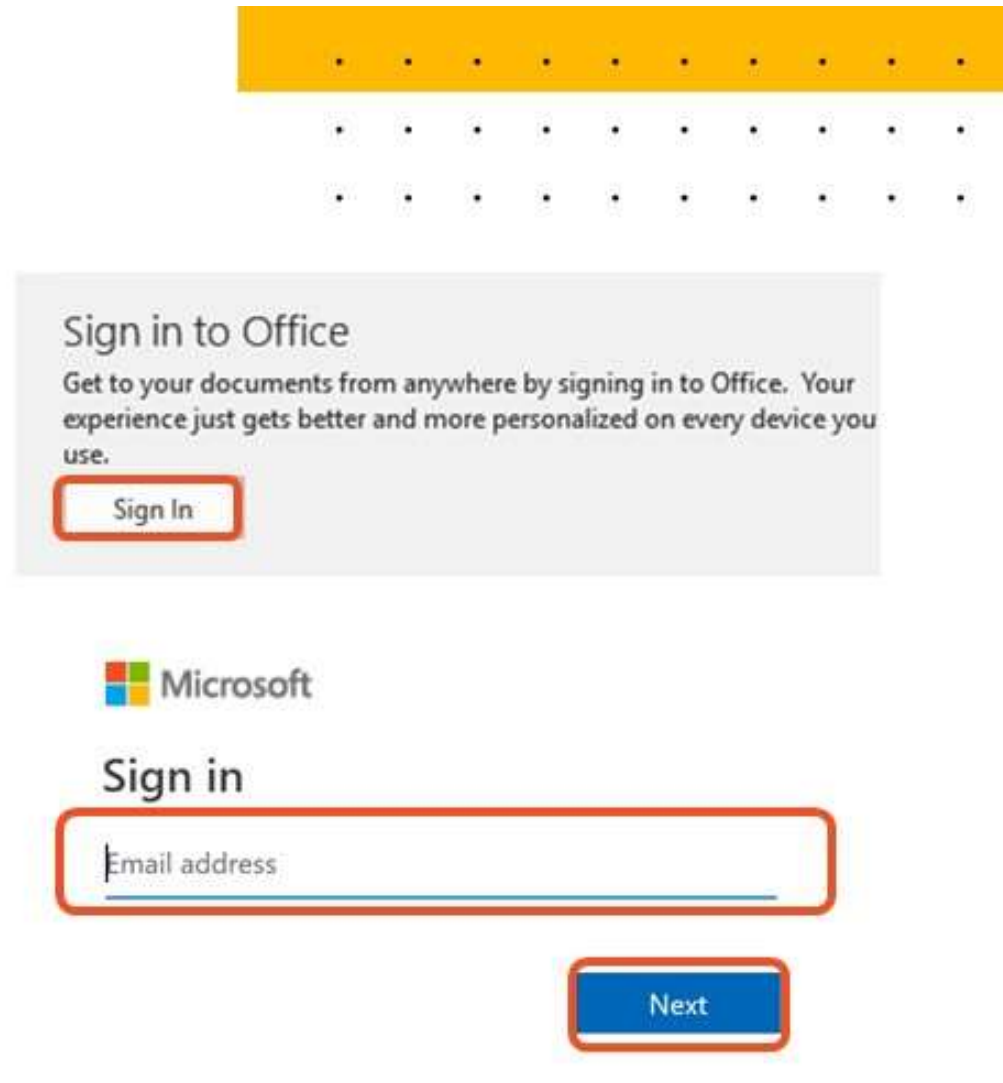 Sign in to Office
Get to your documents from anywhere by signing in to Office. Your
experience just gets better and more personalized on every device you
use.
Sign In
Microsoft
Sign in
Email address
Next